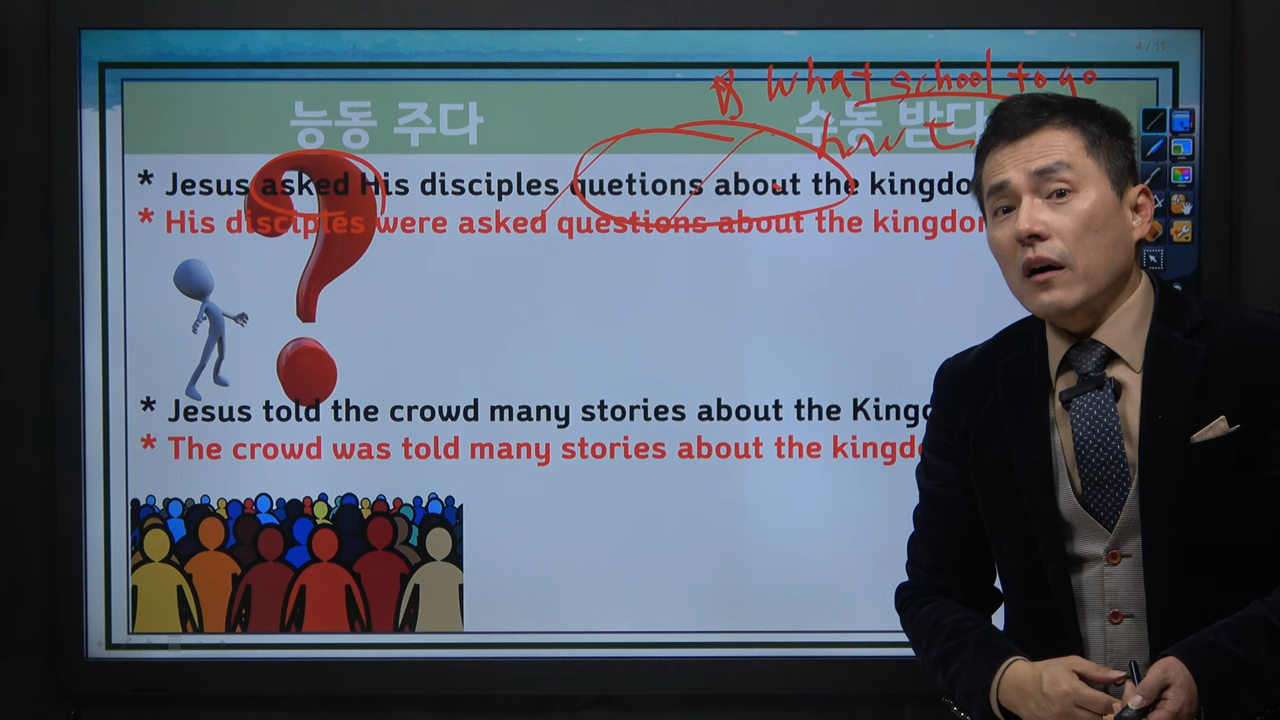 4 / 11
what school to go
능동 주다
수동 받다
how t
* Jesus asked His disciples quetions about the kingdo
* His disciples were asked questions about the kingdom
* Jesus told the crowd many stories about the Kingd
* The crowd was told many stories about the kingdo